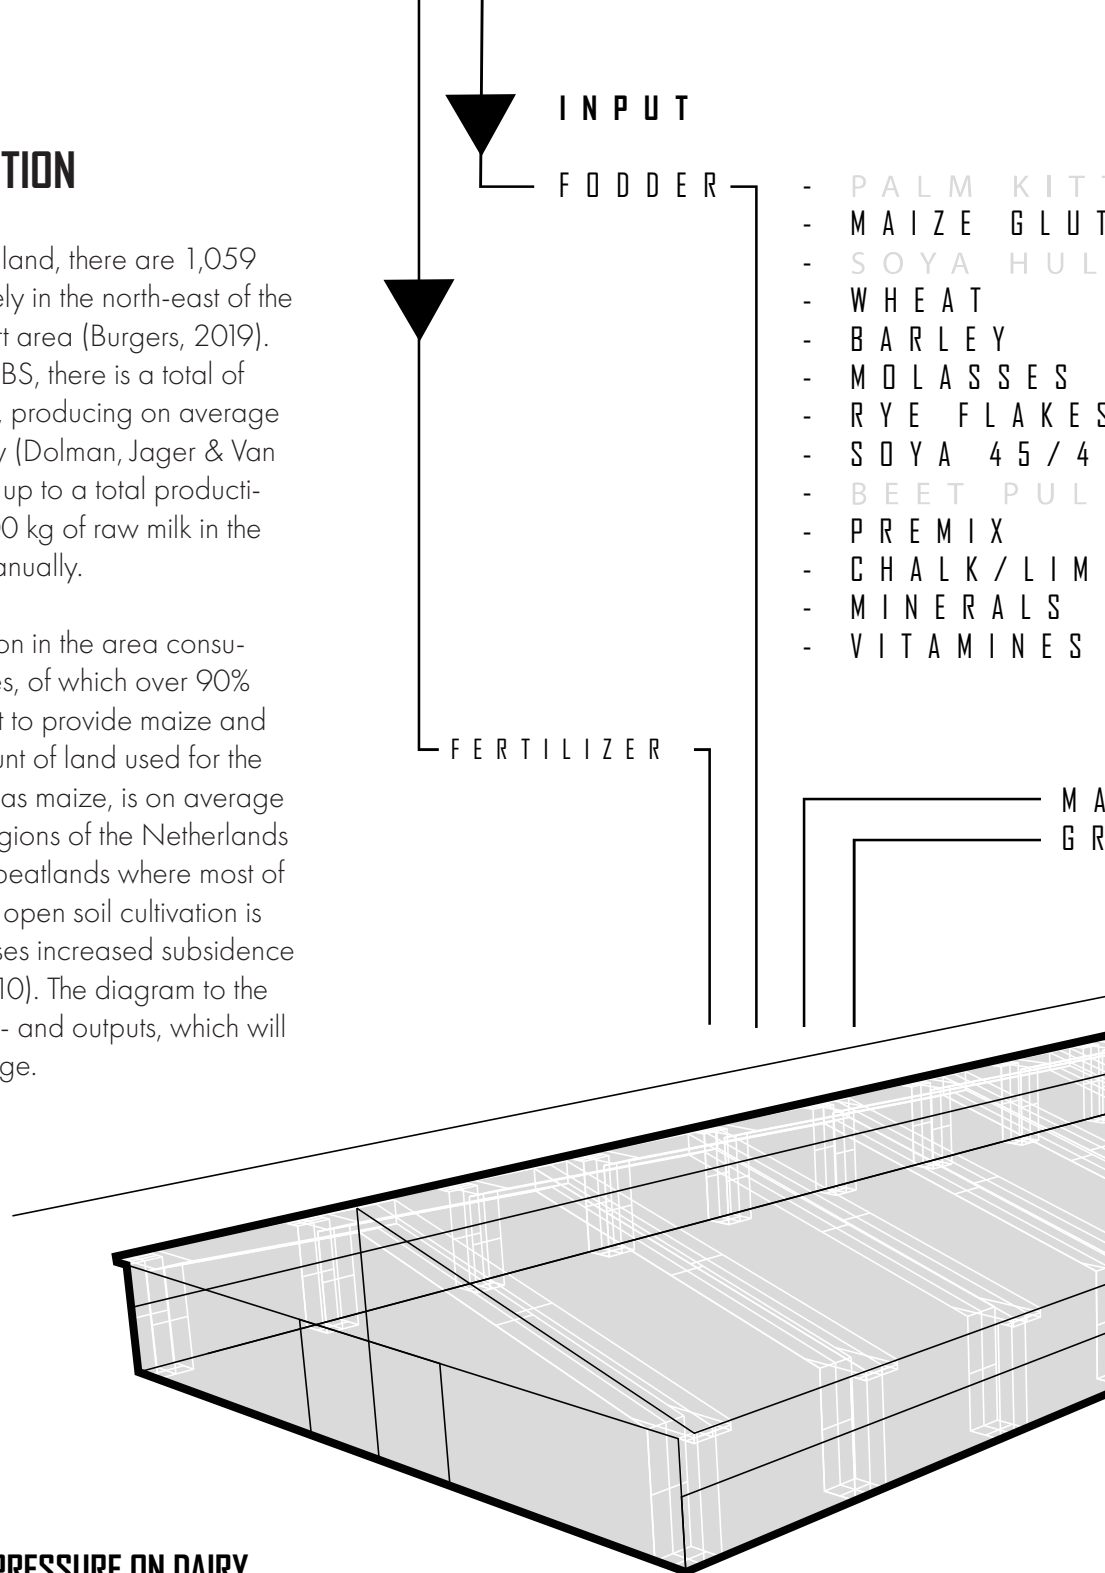 TION
land, there are 1,059
ely in the north-east of the
rt area (Burgers, 2019).
BS, there is a total of
, producing on average
y (Dolman, Jager & Van
up to a total producti-
00 kg of raw milk in the
anually.
on in the area consu-
es, of which over 90%
t to provide maize and
unt of land used for the
as maize, is on average
gions of the Netherlands
peatlands where most of
open soil cultivation is
ses increased subsidence
10). The diagram to the
- and outputs, which will
ge.
PRESSURE ON DAIRY
INPUT
FODDER
- PALM KITT
- MAIZE GLUT
- SOYA HUL
- WHEAT
- BARLEY
- MOLASSES
- RYE FLAKES
- SOYA 45/4
- BEET PUL
- PREMIX
- CHALK/LIM
- MINERALS
- VITAMINES
FERTILIZER
MA
GR